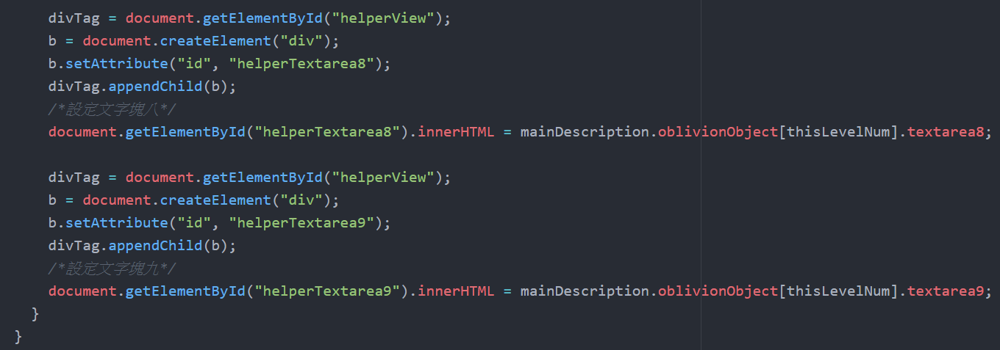 divTag = document.getElementById("helperView");
b = document.createElement("div");
b.setAttribute("id", "helperTextarea8");
divTag.appendChild(b);
/*設定文字塊八*/
document.getElementById("helperTextarea8").innerHTML = mainDescription.oblivionObject[thisLevelNum].textarea8;
divTag = document.getElementById("helperView");
b = document.createElement("div");
b.setAttribute("id", "helperTextarea9");
divTag.appendChild(b);
/*設定文字塊九*/
document.getElementById("helperTextarea9").innerHTML = mainDescription.oblivionObject[thisLevelNum].textarea9;
}
}